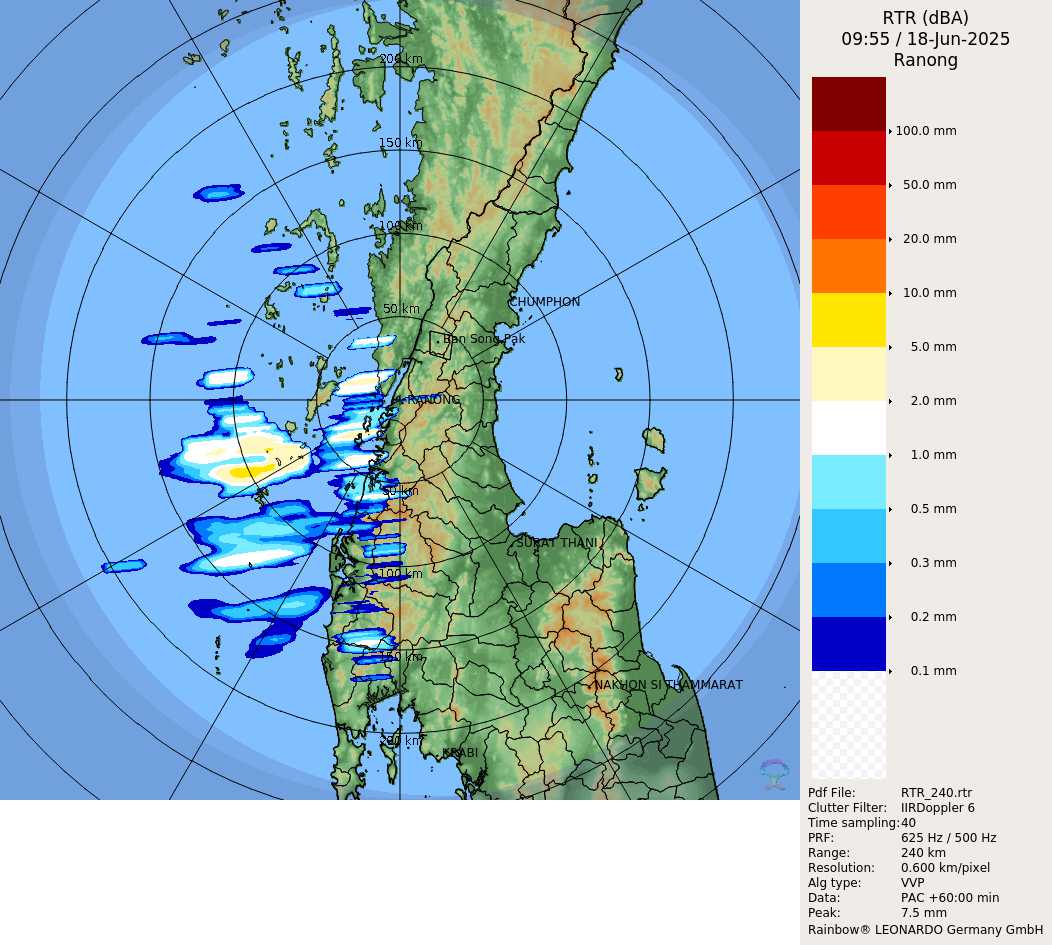 RTR (dBA)
09:55 / 18-Jun-2025
Ranong
100.0 mm
50.0 mm
20.0 mm
10.0 mm
5.0 mm
2.0 mm
1.0 mm
0.5 mm
0.3 mm
0.2 mm
0.1 mm
Pdf File: RTR_240.rtr
Clutter Filter: IIRDoppler 6
Time sampling: 40
PRF: 625 Hz / 500 Hz
Range: 240 km
Resolution: 0.600 km/pixel
Alg type: VVP
Data: PAC +60:00 min
Peak: 7.5 mm
Rainbow® LEONARDO Germany GmbH
200 km
150 km
100 km
50 km
CHUMPHON
Ban Song Pak
RANONG
50 km
SURAT THANI
100 km
150 km
NAKHON SI THAMMARAT
200 km
KRABI